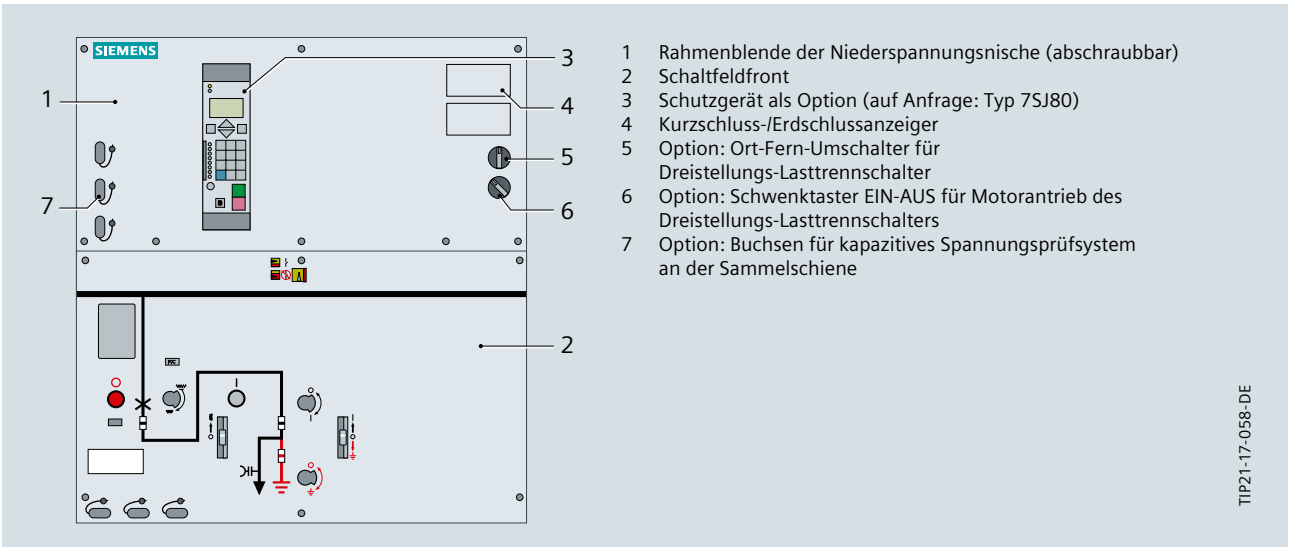 SIEMENS
1
3
4
5
6
7
2
1 Rahmenblende der Niederspannungsnische (abschraubbar)
2 Schaltfeldfront
3 Schutzgerät als Option (auf Anfrage: Typ 7SJ80)
4 Kurzschluss-/Erdschlussanzeiger
5 Option: Ort-Fern-Umschalter für
Dreistellungs-Lasttrennschalter
6 Option: Schwenktaster EIN-AUS für Motorantrieb des
Dreistellungs-Lasttrennschalters
7 Option: Buchsen für kapazitives Spannungsprüfsystem
an der Sammelschiene
TIP21-17-058-DE